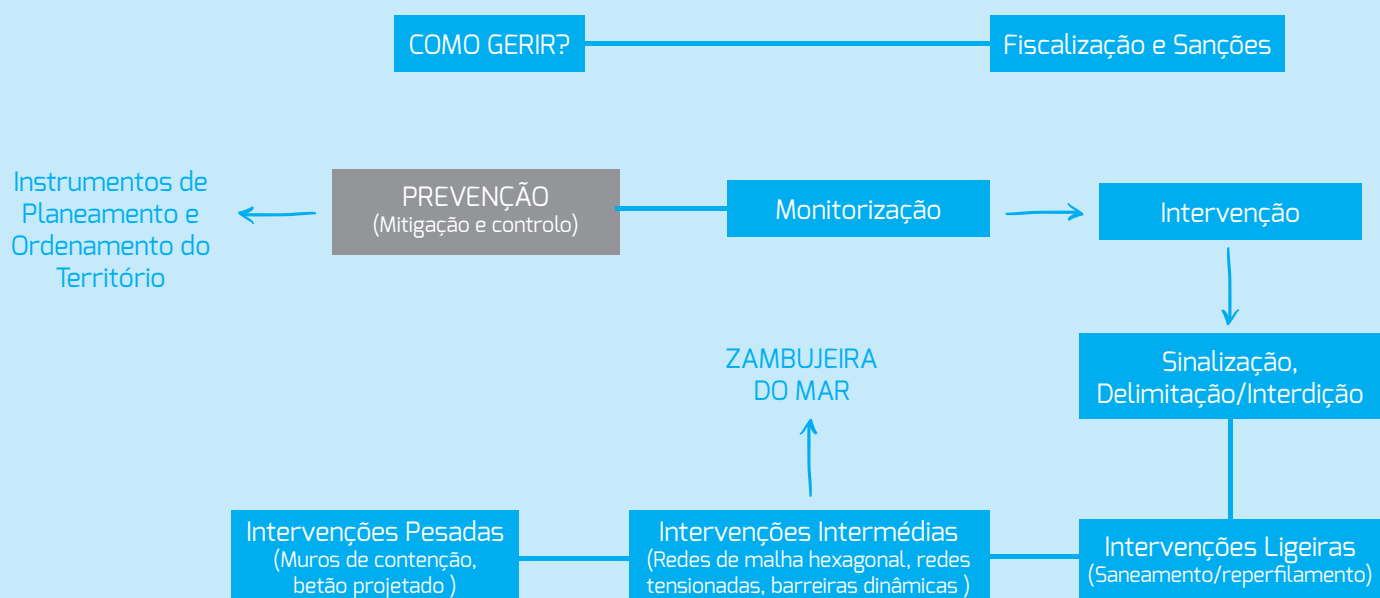 COMO GERIR?
Fiscalização e Sanções
Instrumentos de
Planeamento e
Ordenamento do
Território
PREVENÇÃO
(Mitigação e controlo)
Monitorização
Intervenção
ZAMBUJEIRA
DO MAR
Sinalização,
Delimitação/Interdição
Intervenções Pesadas
(Muros de contenção,
betão projetado )
Intervenções Intermédias
(Redes de malha hexagonal, redes
tensionadas, barreiras dinâmicas )
Intervenções Ligeiras
(Saneamento/reperfilamento)